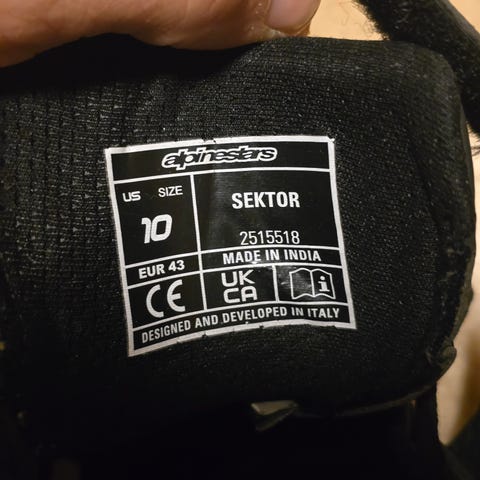 alpinestars
US SIZE
10
EUR 43
SEKTOR
2515518
MADE IN INDIA
CE
UK
CA
i
DESIGNED AND DEVELOPED IN ITALY